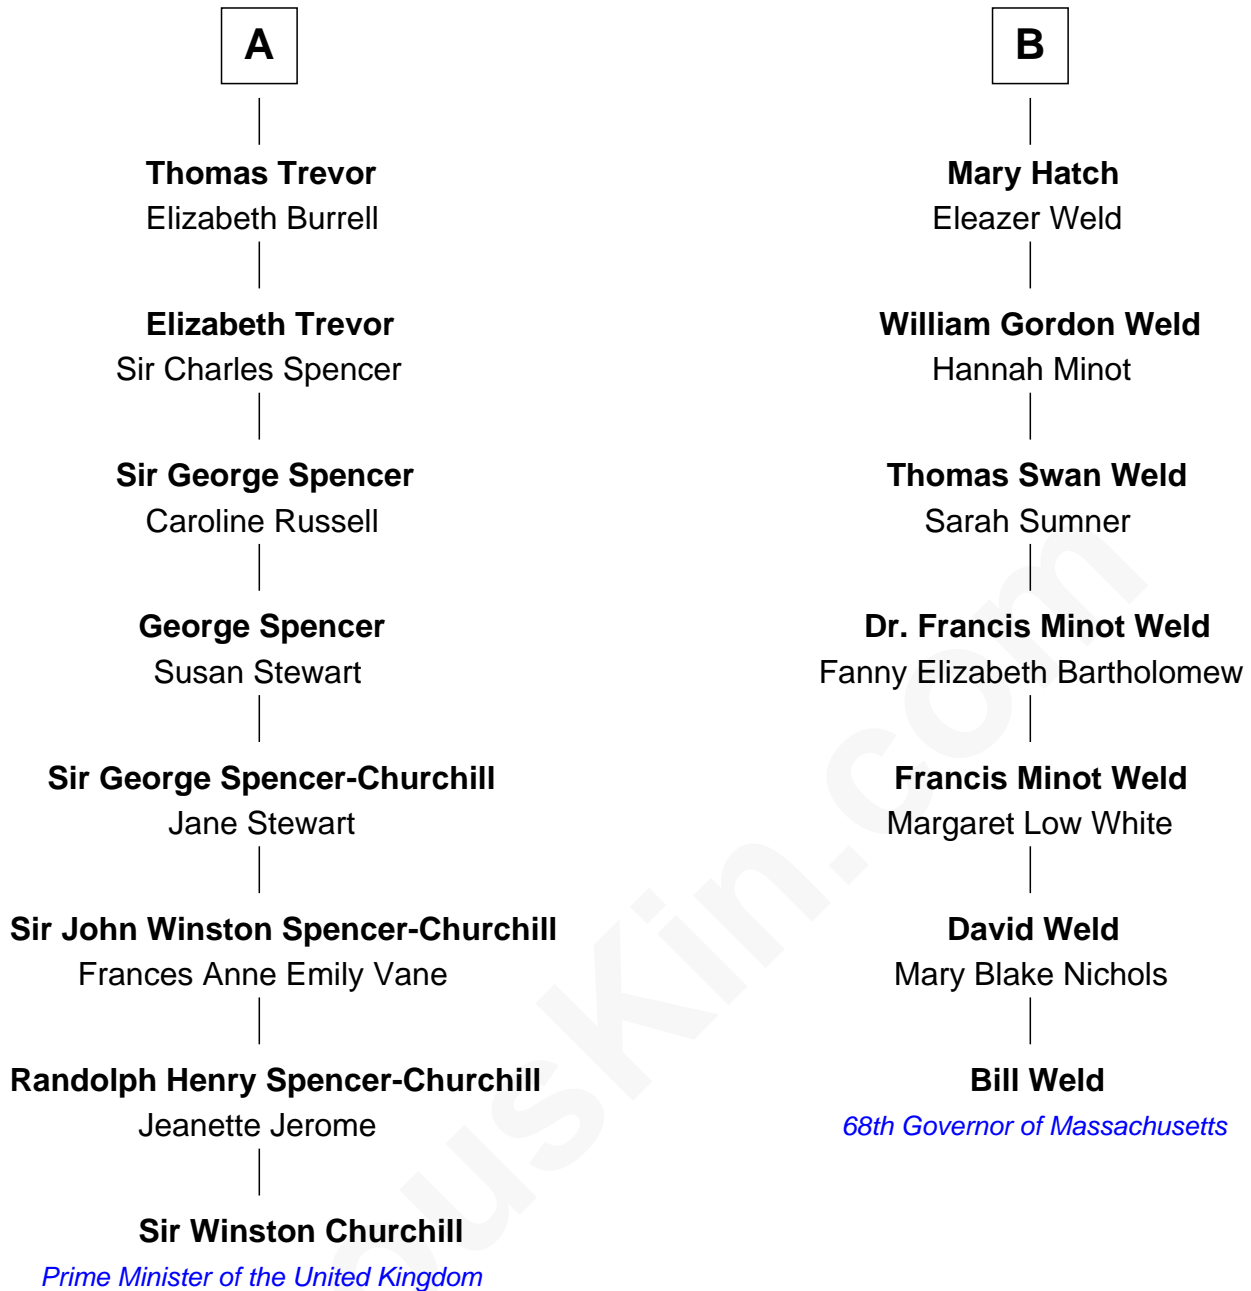 A
Thomas Trevor
Elizabeth Burrell
Elizabeth Trevor
Sir Charles Spencer
Sir George Spencer
Caroline Russell
George Spencer
Susan Stewart
Sir George Spencer-Churchill
Jane Stewart
Sir John Winston Spencer-Churchill
Frances Anne Emily Vane
Randolph Henry Spencer-Churchill
Jeanette Jerome
Sir Winston Churchill
Prime Minister of the United Kingdom
B
Mary Hatch
Eleazer Weld
William Gordon Weld
Hannah Minot
Thomas Swan Weld
Sarah Sumner
Dr. Francis Minot Weld
Fanny Elizabeth Bartholomew
Francis Minot Weld
Margaret Low White
David Weld
Mary Blake Nichols
Bill Weld
68th Governor of Massachusetts